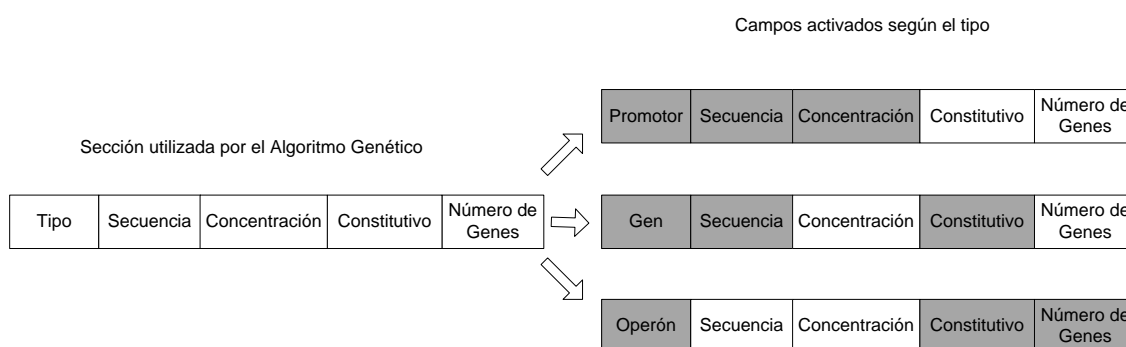 Campos activados según el tipo
Promotor Secuencia Concentración Constitutivo Número de
Genes
Sección utilizada por el Algoritmo Genético
Tipo Secuencia Concentración Constitutivo Número de
Genes
Gen Secuencia Concentración Constitutivo Número de
Genes
Operón Secuencia Concentración Constitutivo Número de
Genes